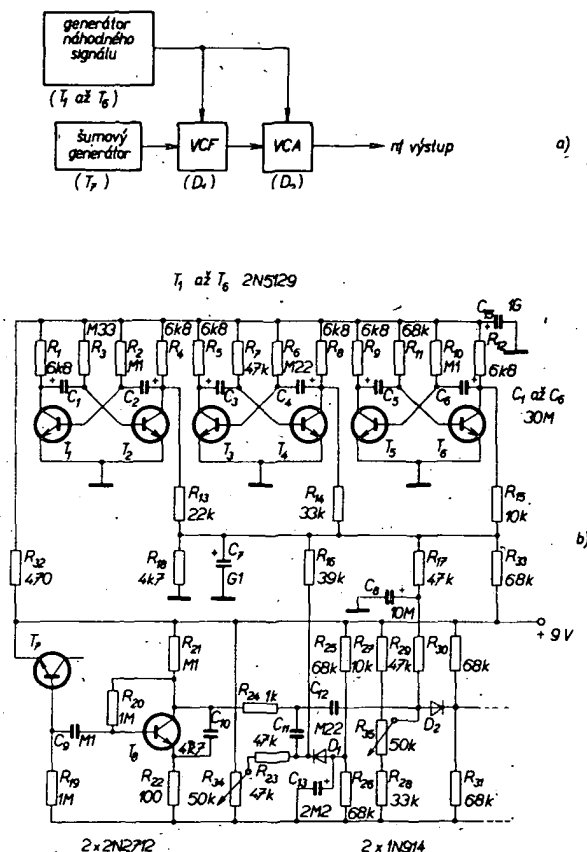 generátor
náhodného
signálu
(T1 až T6)
šumový
generátor
(T7)
VCF
(D1)
VCA
(D2)
nf výstup
a)
T1 až T6 2N5129
R1
6k8
M33
R3
R2
M1
6k8
R4
6k8
R5
R7
47k
R6
M22
6k8
R8
6k8
R9
68k
R11
R10
M1
R12
6k8
C15
1G
C1
C2
C3
C4
C5
C6
C1 až C6
30M
T1
T2
T3
T4
T5
T6
R13
22k
R14
33k
R15
10k
b)
R32
470
R18
4k7
C7
G1
R16
39k
C8
10M
R17
47k
R33
68k
+ 9V
T7
R21
M1
R20
1M
C9
M1
T8
R19
1M
R22
100
C10
4k7
R24 1k
R34
50k
C11
47k
R23
47k
C12
M22
D1
C13
2M2
R25
68k
R27
10k
R29
47k
R30
68k
R35
50k
D2
R26
68k
R28
33k
R31
68k
2 x 2N2712
2 x 1N914